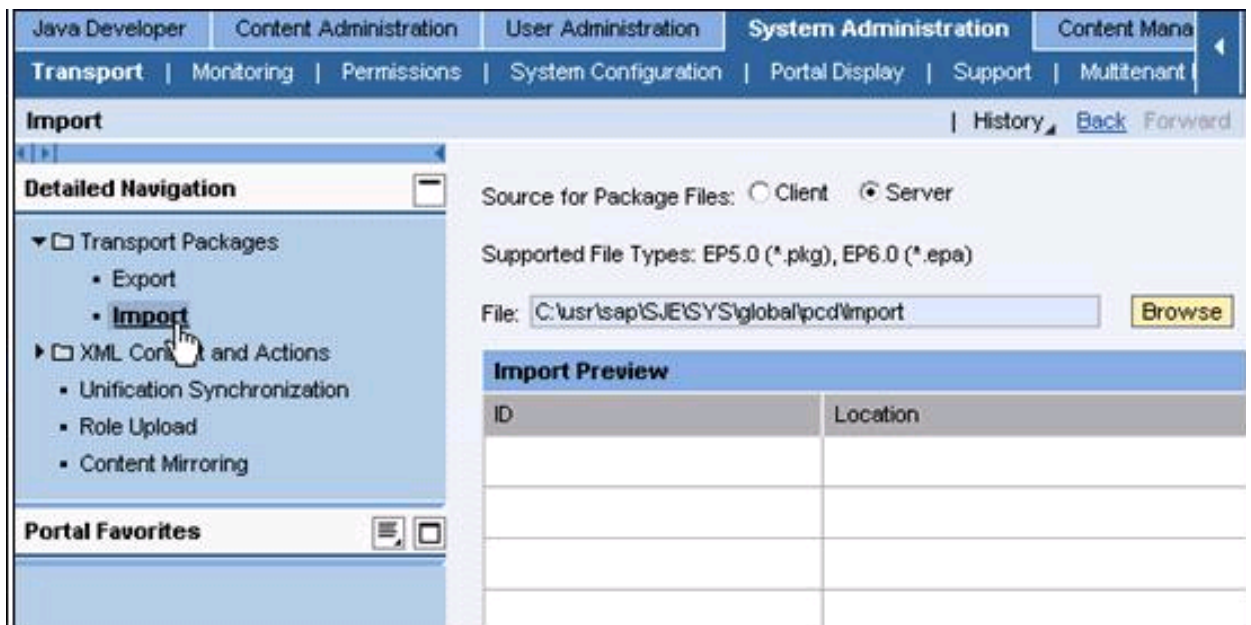 Java Developer Content Administration User Administration System Administration Content Mana
Transport | Monitoring | Permissions | System Configuration | Portal Display | Support | Multitenant
Import | History Back Forward
Detailed Navigation
Source for Package Files: Client Server
Transport Packages
Supported File Types: EP5.0 (*.pkg), EP6.0 (*.epa)
Export
Import
File: C:\usr\sap\SJE\SYS\global\pcd\Import Browse
XML and Actions
Import Preview
Unification Synchronization
ID Location
Role Upload
Content Mirroring
Portal Favorites